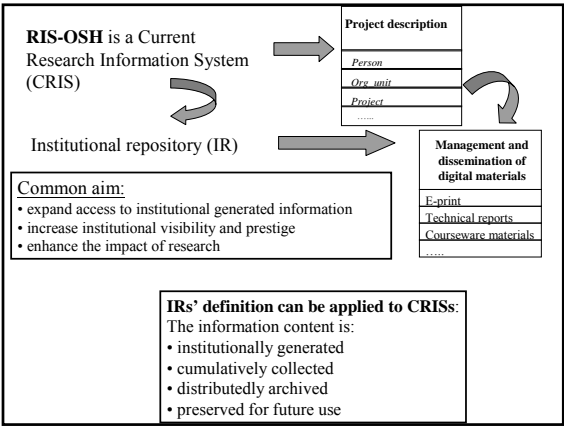 RIS-OSH is a Current
Research Information System
(CRIS)
Project description
Person
Org_unit
Project
…...
Institutional repository (IR)
Management and
dissemination of
digital materials
E-print
Technical reports
Courseware materials
…..
Common aim:
• expand access to institutional generated information
• increase institutional visibility and prestige
• enhance the impact of research
IRs’ definition can be applied to CRISs:
The information content is:
• institutionally generated
• cumulatively collected
• distributedly archived
• preserved for future use